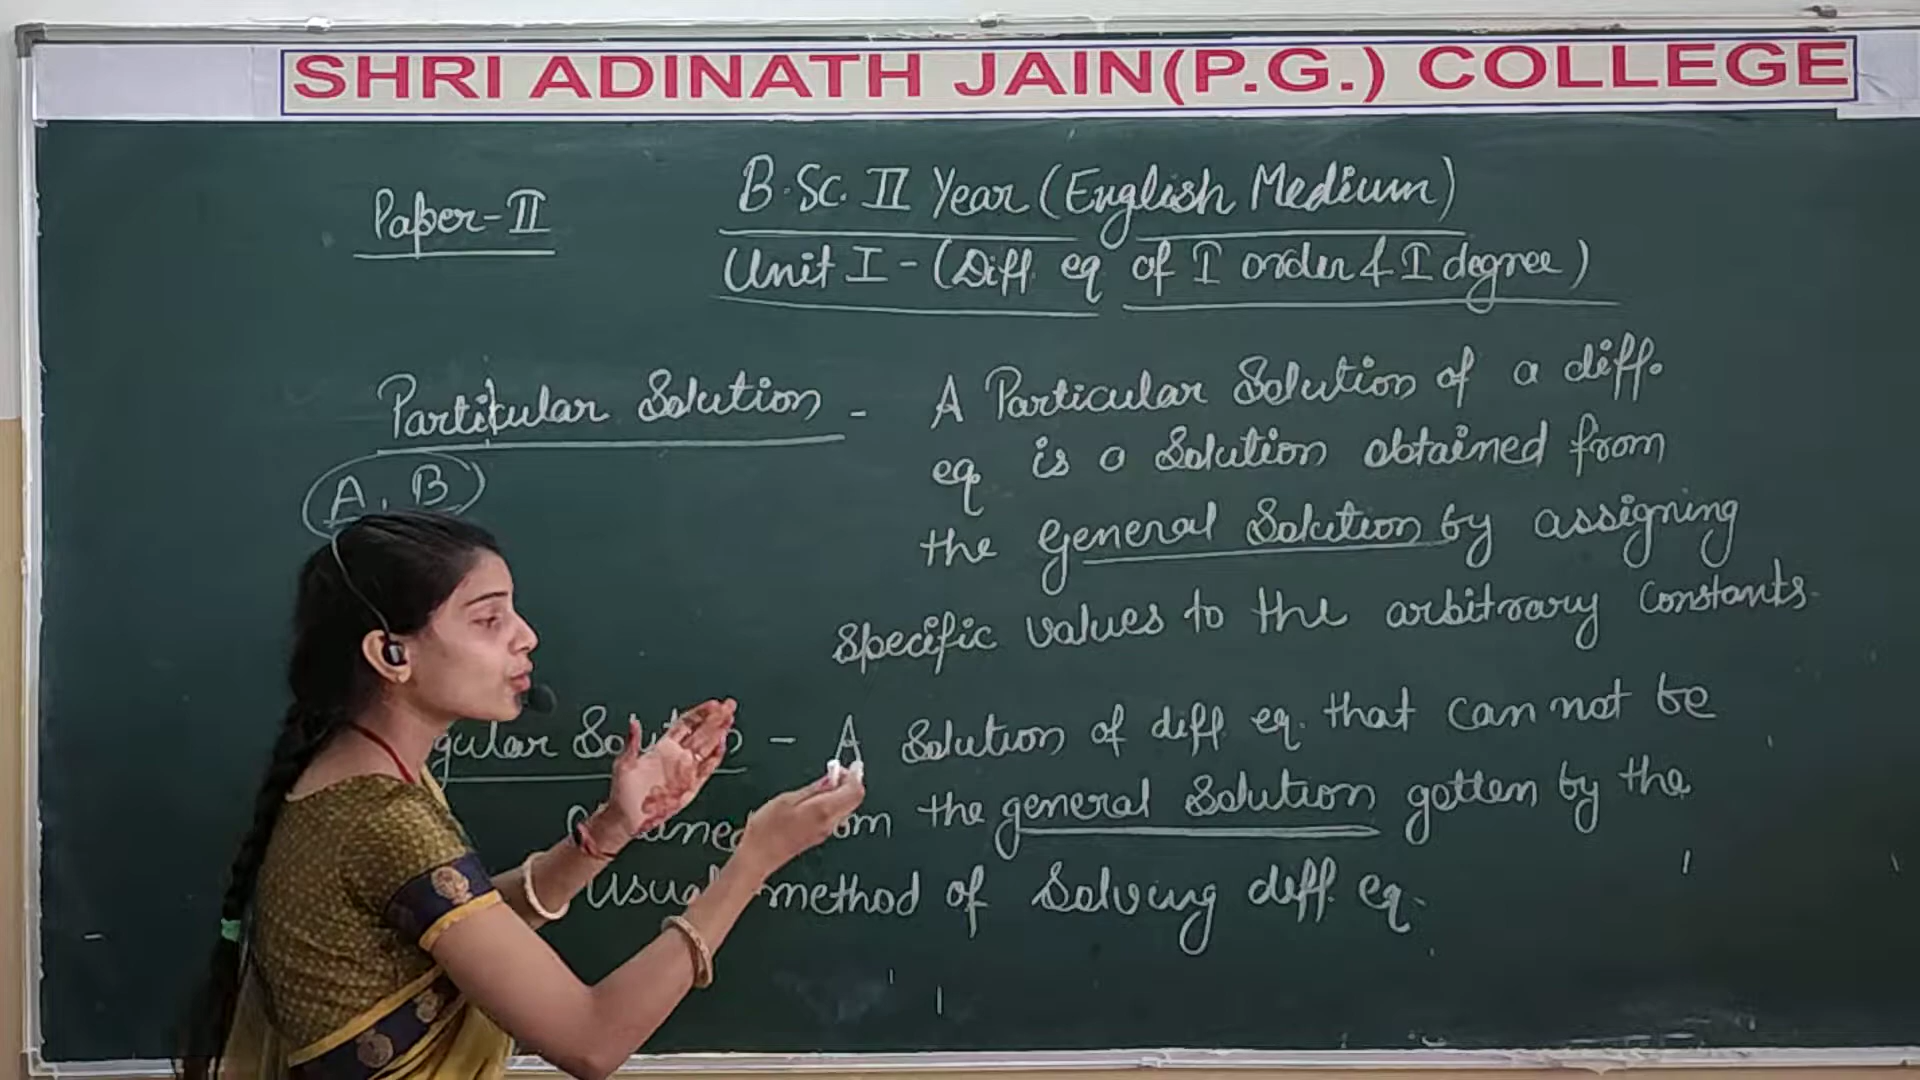 SHRI ADINATH JAIN(P.G.) COLLEGE
Paper-II
B.Sc. II Year (English Medium)
Unit I - (Diff eq of I order & I degree)
Particular Solution - A Particular Solution of a diff.
eq is a Solution obtained from
A, B
the General Solution by assigning
Specific values to the arbitrary Constants.
Solution - A Solution of diff eq. that can not be
the general Solution gotten by the
Usual method of Solving diff. eq.